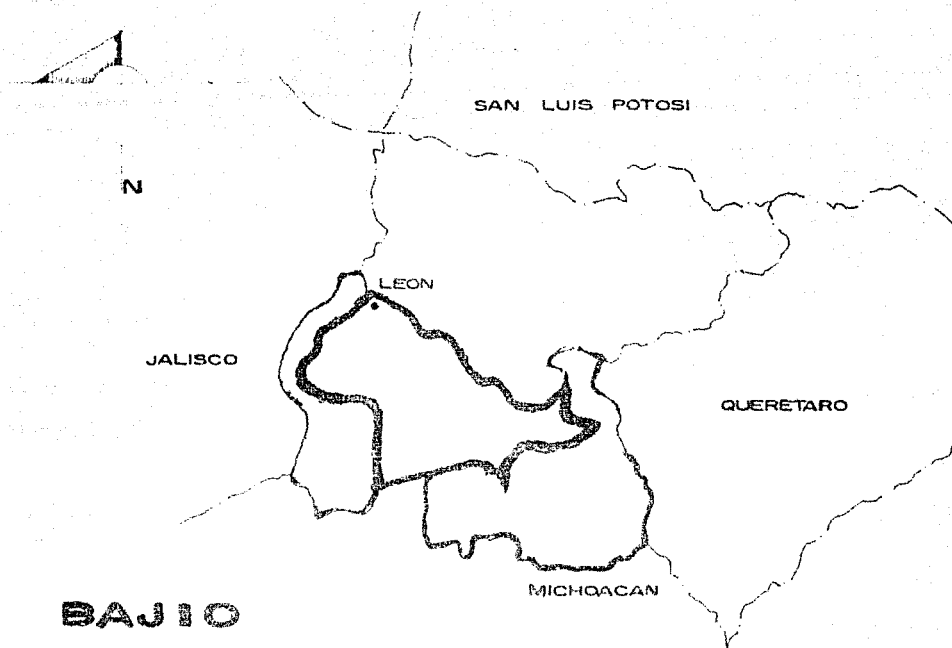 SAN LUIS POTOSI
N
LEON
JALISCO
QUERETARO
MICHOACAN
BAJIO